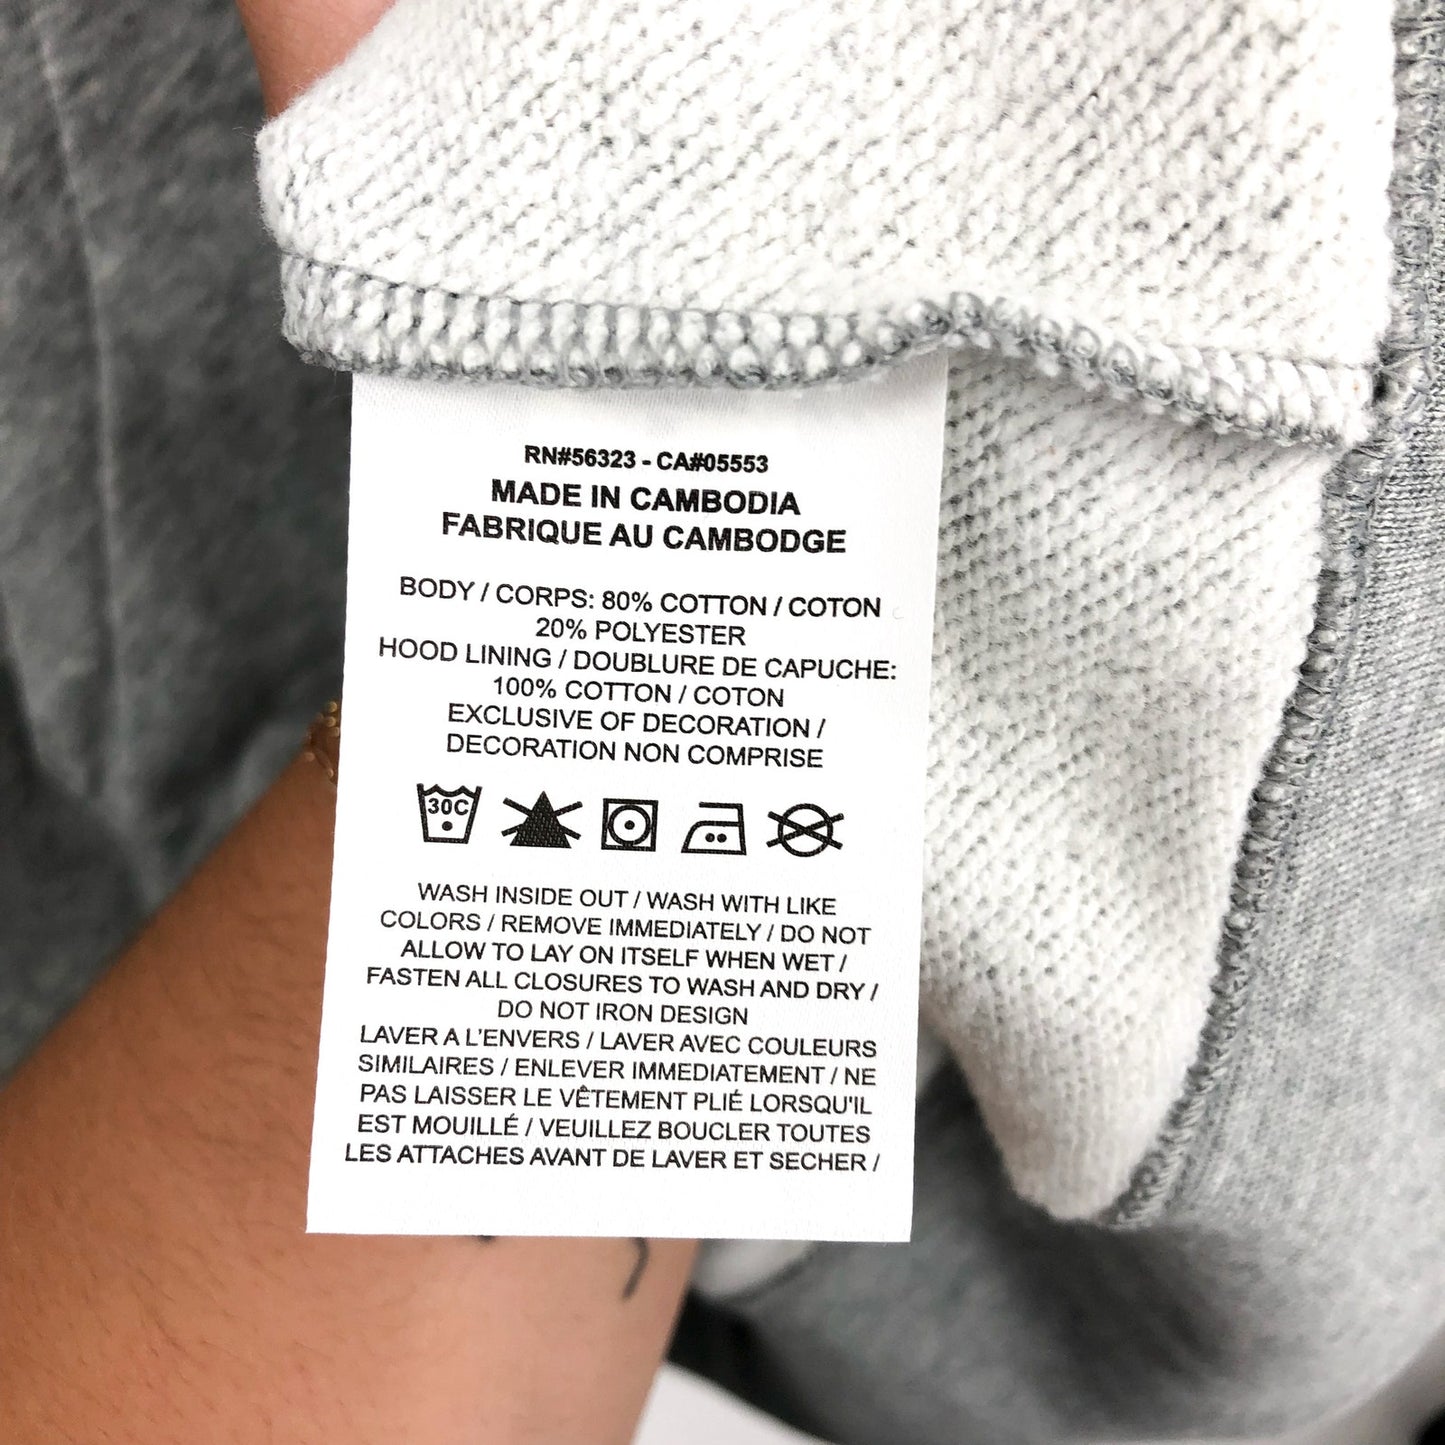 RN#56323 - CA#05553
MADE IN CAMBODIA
FABRIQUE AU CAMBODGE
BODY / CORPS: 80% COTTON / COTON
20% POLYESTER
HOOD LINING / DOUBLURE DE CAPUCHE:
100% COTTON / COTON
EXCLUSIVE OF DECORATION /
DECORATION NON COMPRISE
30C
WASH INSIDE OUT / WASH WITH LIKE
COLORS / REMOVE IMMEDIATELY / DO NOT
ALLOW TO LAY ON ITSELF WHEN WET /
FASTEN ALL CLOSURES TO WASH AND DRY /
DO NOT IRON DESIGN
LAVER A L'ENVERS / LAVER AVEC COULEURS
SIMILAIRES / ENLEVER IMMEDIATEMENT / NE
PAS LAISSER LE VÊTEMENT PLIÉ LORSQU'IL
EST MOUILLÉ / VEUILLEZ BOUCLER TOUTES
LES ATTACHES AVANT DE LAVER ET SECHER /